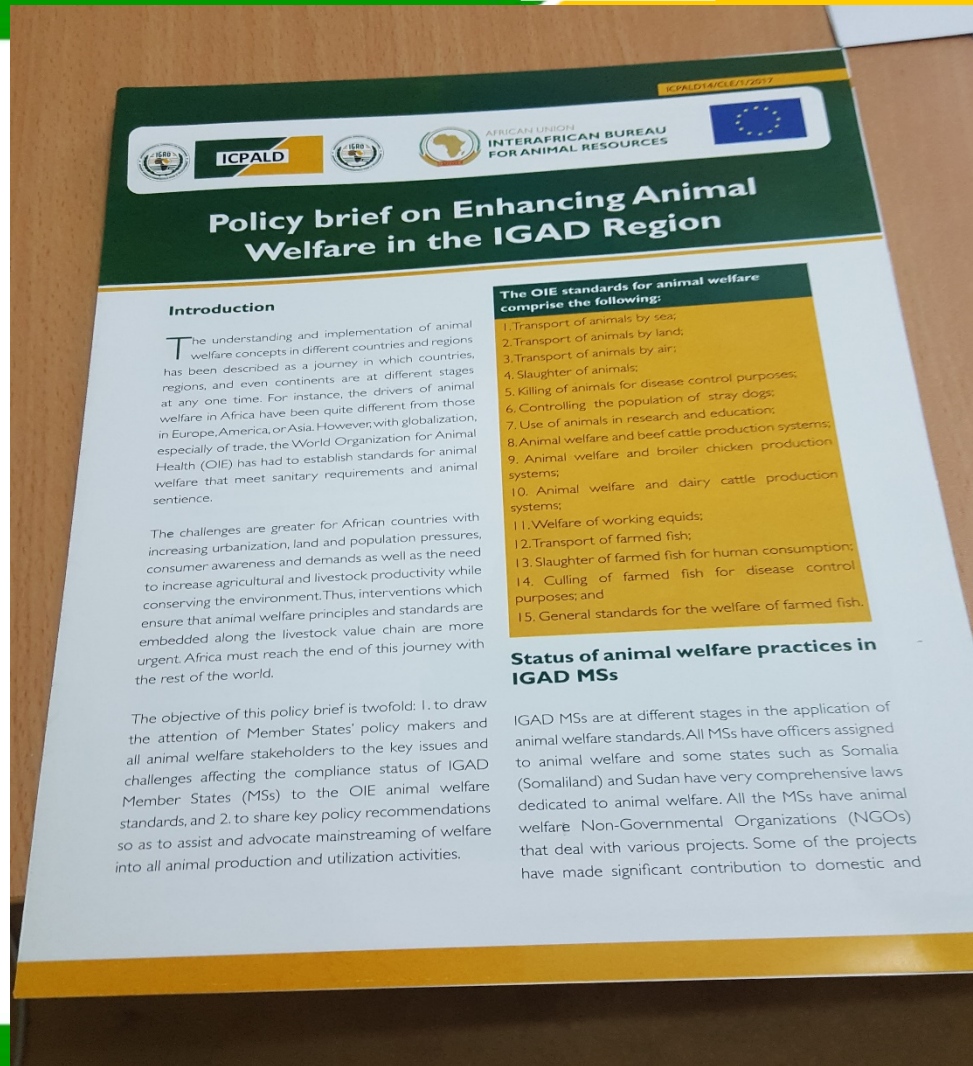 ICPALD14/CLE/1/2017
IGAD
ICPALD
IGAD
AFRICAN UNION
INTERAFRICAN BUREAU
FOR ANIMAL RESOURCES
Policy brief on Enhancing Animal
Welfare in the IGAD Region
Introduction
The understanding and implementation of animal
welfare concepts in different countries and regions
has been described as a journey in which countries,
regions, and even continents are at different stages
at any one time. For instance, the drivers of animal
welfare in Africa have been quite different from those
in Europe, America, or Asia. However, with globalization,
especially of trade, the World Organization for Animal
Health (OIE) has had to establish standards for animal
welfare that meet sanitary requirements and animal
sentience.
The challenges are greater for African countries with
increasing urbanization, land and population pressures,
consumer awareness and demands as well as the need
to increase agricultural and livestock productivity while
conserving the environment. Thus, interventions which
ensure that animal welfare principles and standards are
embedded along the livestock value chain are more
urgent. Africa must reach the end of this journey with
the rest of the world.
The objective of this policy brief is twofold: 1. to draw
the attention of Member States' policy makers and
all animal welfare stakeholders to the key issues and
challenges affecting the compliance status of IGAD
Member States (MSs) to the OIE animal welfare
standards, and 2. to share key policy recommendations
so as to assist and advocate mainstreaming of welfare
into all animal production and utilization activities.
The OIE standards for animal welfare
comprise the following:
1. Transport of animals by sea;
2. Transport of animals by land;
3. Transport of animals by air;
4. Slaughter of animals;
5. Killing of animals for disease control purposes;
6. Controlling the population of stray dogs;
7. Use of animals in research and education;
8. Animal welfare and beef cattle production systems;
9. Animal welfare and broiler chicken production
systems;
10. Animal welfare and dairy cattle production
systems;
11. Welfare of working equids;
12. Transport of farmed fish;
13. Slaughter of farmed fish for human consumption;
14. Culling of farmed fish for disease control
purposes; and
15. General standards for the welfare of farmed fish.
Status of animal welfare practices in
IGAD MSs
IGAD MSs are at different stages in the application of
animal welfare standards. All MSs have officers assigned
to animal welfare and some states such as Somalia
(Somaliland) and Sudan have very comprehensive laws
dedicated to animal welfare. All the MSs have animal
welfare Non-Governmental Organizations (NGOs)
that deal with various projects. Some of the projects
have made significant contribution to domestic and